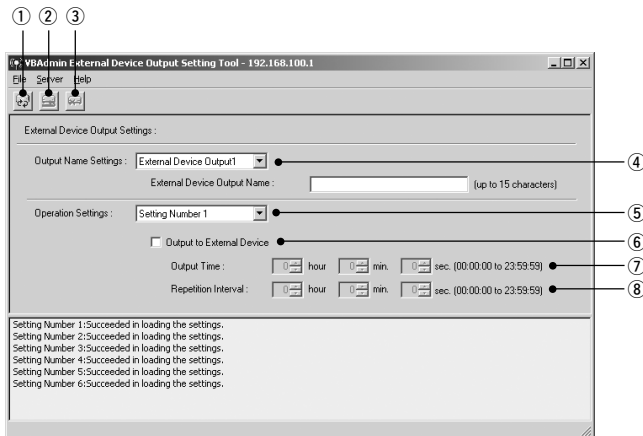 ① ② ③
VBAdmin External Device Output Setting Tool - 192.168.100.1
File Server Help
External Device Output Settings :
Output Name Settings : External Device Output1 ④
External Device Output Name : (up to 15 characters)
Operation Settings : Setting Number 1 ⑤
Output to External Device ⑥
Output Time : 0 hour 0 min. 0 sec. (00:00:00 to 23:59:59) ⑦
Repetition Interval : 0 hour 0 min. 0 sec. (00:00:00 to 23:59:59) ⑧
Setting Number 1:Succeeded in loading the settings.
Setting Number 2:Succeeded in loading the settings.
Setting Number 3:Succeeded in loading the settings.
Setting Number 4:Succeeded in loading the settings.
Setting Number 5:Succeeded in loading the settings.
Setting Number 6:Succeeded in loading the settings.